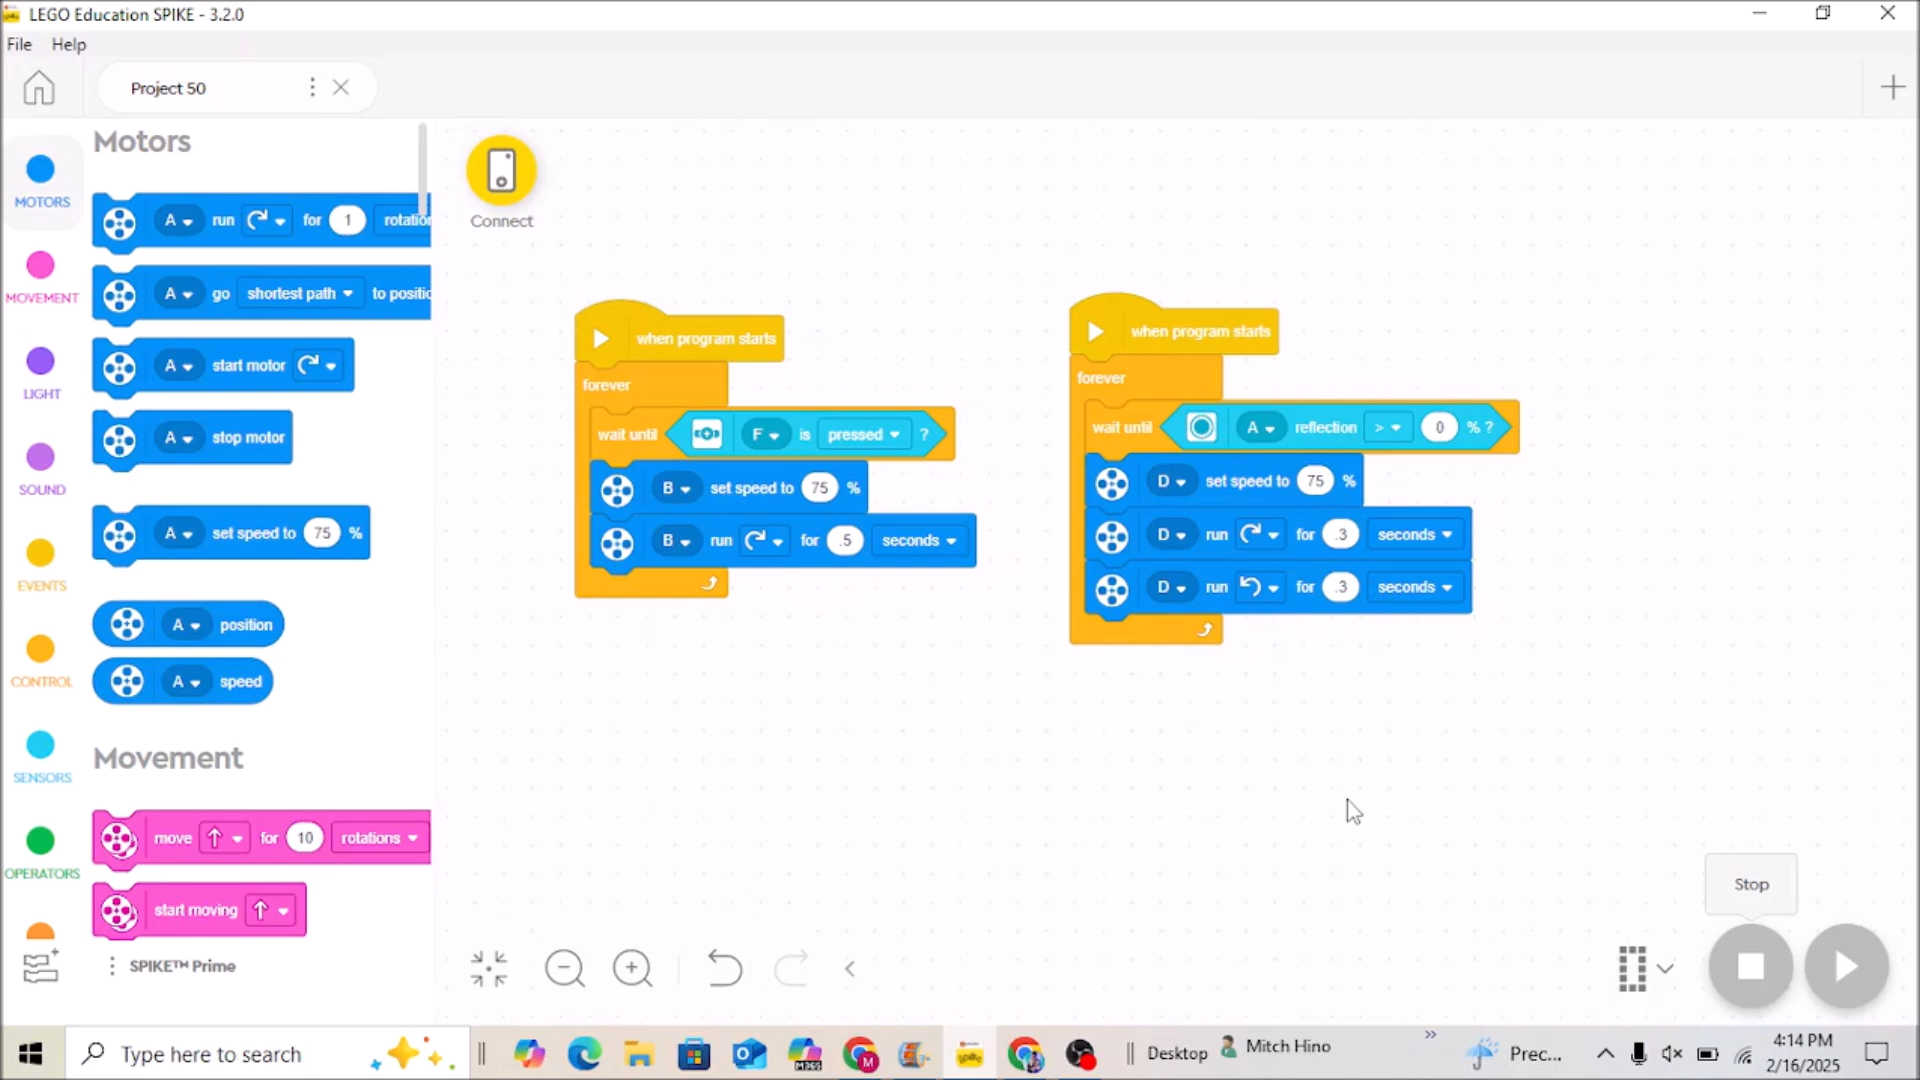 LEGO Education SPIKE - 3.2.0
File Help
Project 50
Motors
MOTORS
MOVEMENT
LIGHT
SOUND
EVENTS
CONTROL
SENSORS
OPERATORS
A run for 1
A go shortest path to
A start motor
A stop motor
A set speed to 75 %
A position
A speed
Movement
move for 10 rotations
start moving
SPIKE™ Prime
Connect
when program starts
forever
wait until F is pressed ?
B set speed to 75 %
B run for .5 seconds
when program starts
forever
wait until A reflection > 0 % ?
D set speed to 75 %
D run for .3 seconds
D run for .3 seconds
Stop
Type here to search
Desktop
Mitch Hino
Prec...
4:14 PM
2/16/2025